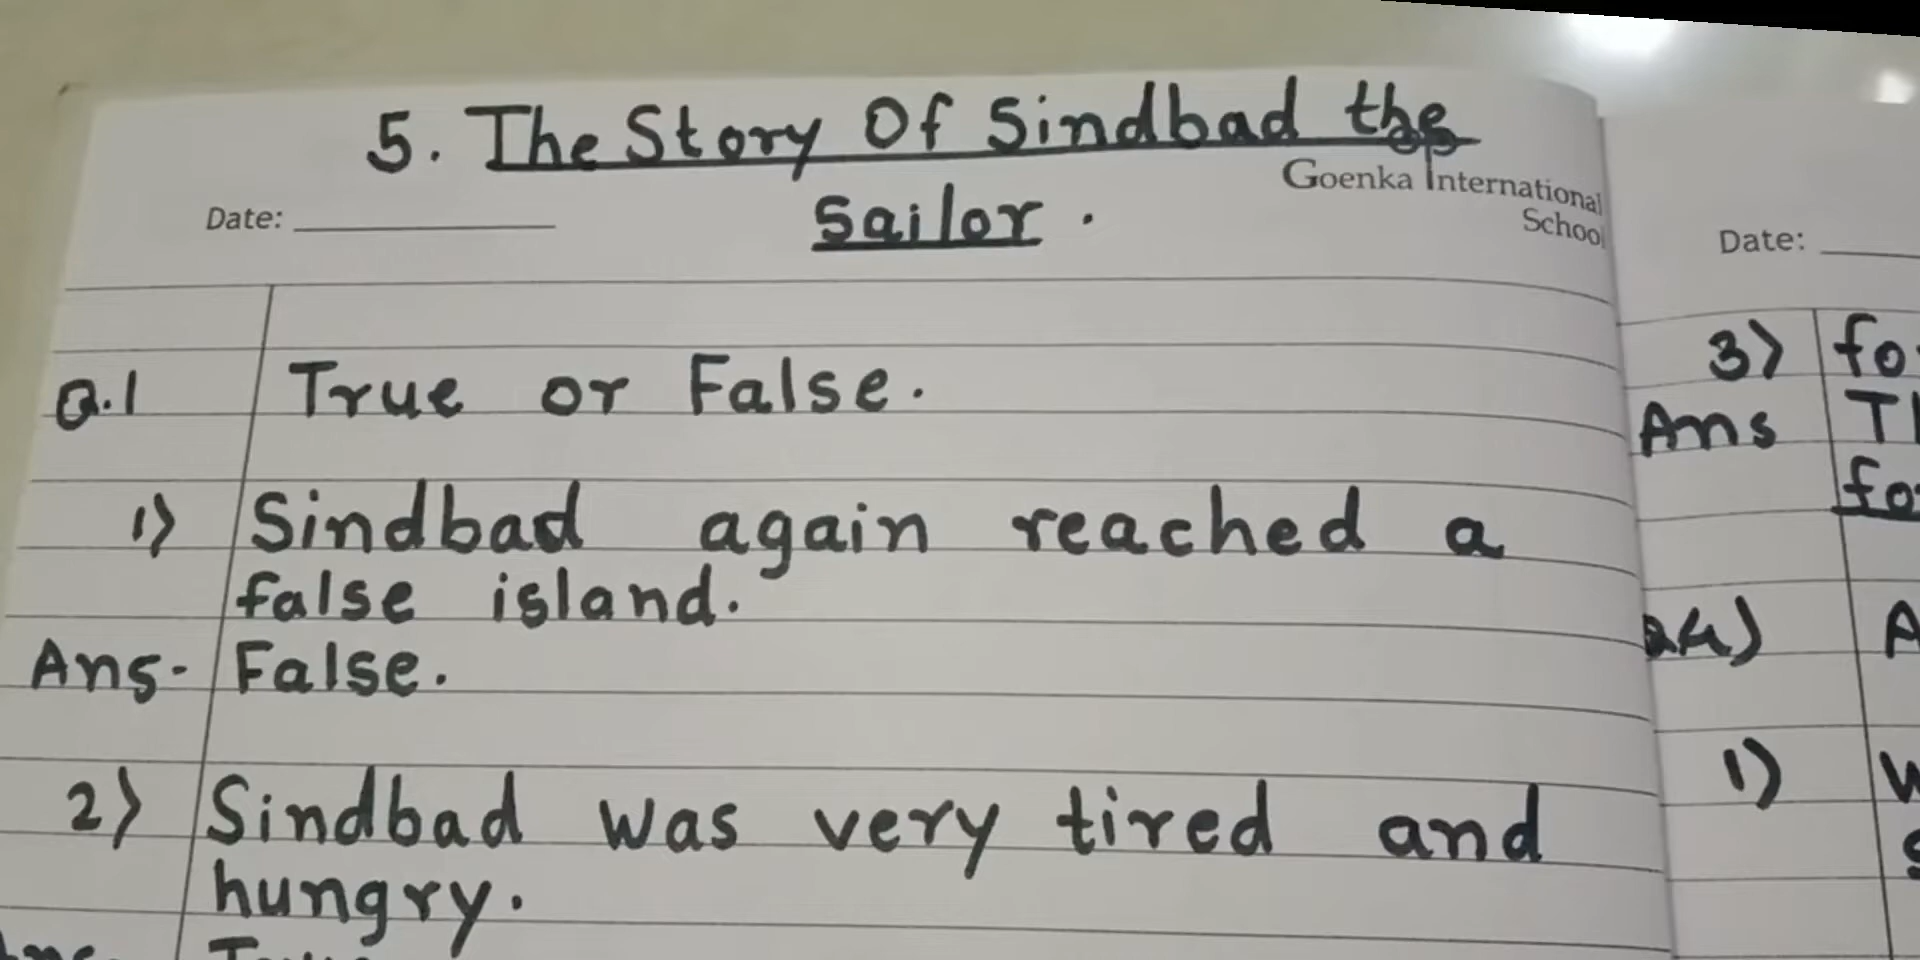 5. The Story Of Sindbad the
Goenka International
School
Date:
Sailor.
Q.1 True or False.
1) Sindbad again reached a
false island.
Ans- False.
2) Sindbad was very tired and
hungry.
Date:
3)
Ans
1)